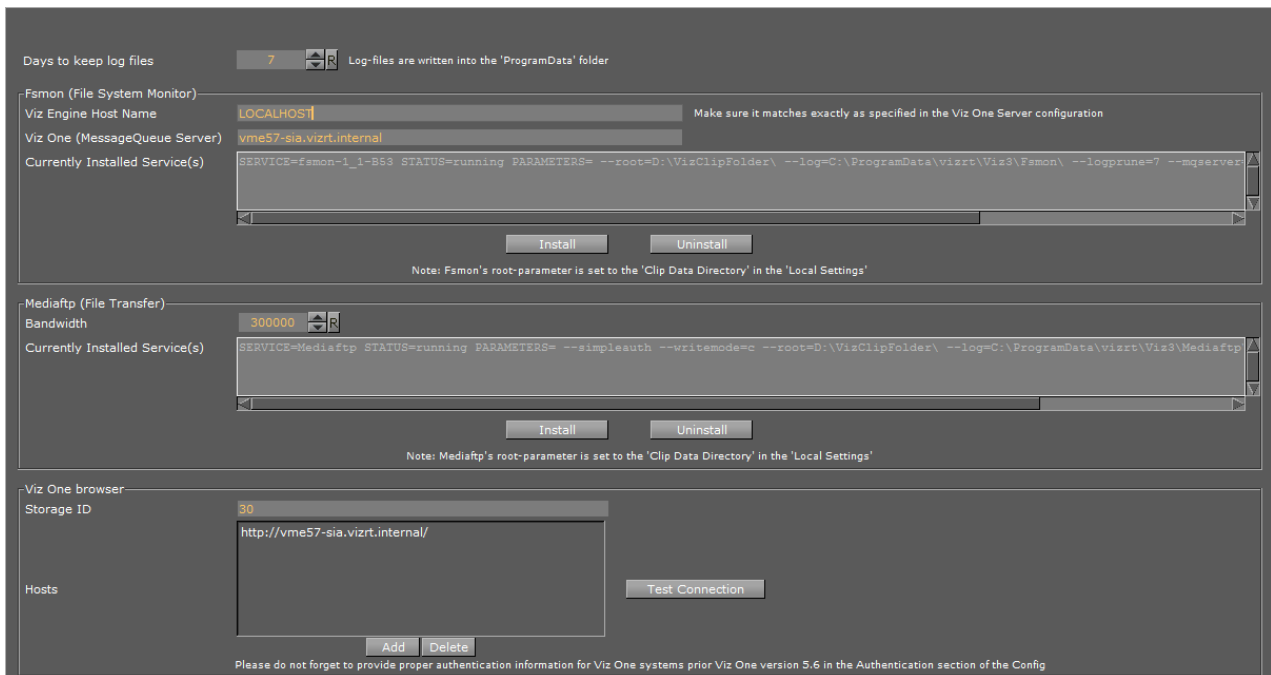 Days to keep log files 7 R Log-files are written into the 'ProgramData' folder
Fsmon (File System Monitor)
Viz Engine Host Name LOCALHOST Make sure it matches exactly as specified in the Viz One Server configuration
Viz One (MessageQueue Server) vme57-sia.vizrt.internal
Currently Installed Service(s) SERVICE=fsmon-1_1-B53 STATUS=running PARAMETERS= --root=D:\VizClipFolder\ --log=C:\ProgramData\vizrt\Viz3\Fsmon\ --logprune=7 --mqserver=
Install Uninstall
Note: Fsmon's root-parameter is set to the 'Clip Data Directory' in the 'Local Settings'
Mediaftp (File Transfer)
Bandwidth 300000 R
Currently Installed Service(s) SERVICE=Mediaftp STATUS=running PARAMETERS= --simpleauth --writemode=c --root=D:\VizClipFolder\ --log=C:\ProgramData\vizrt\Viz3\Mediaftp
Install Uninstall
Note: Mediaftp's root-parameter is set to the 'Clip Data Directory' in the 'Local Settings'
Viz One browser
Storage ID 30
http://vme57-sia.vizrt.internal/
Hosts Test Connection
Add Delete
Please do not forget to provide proper authentication information for Viz One systems prior Viz One version 5.6 in the Authentication section of the Config